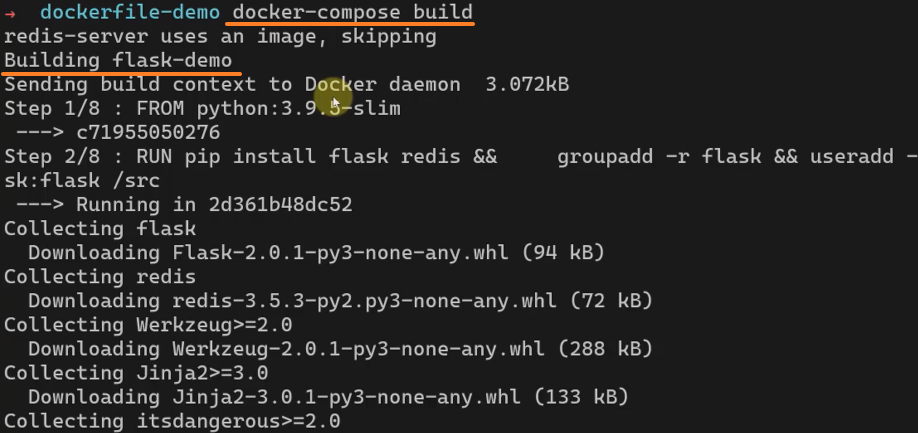 → dockerfile-demo docker-compose build
redis-server uses an image, skipping
Building flask-demo
Sending build context to Docker daemon  3.072kB
Step 1/8 : FROM python:3.9.5-slim
 ---> c71955050276
Step 2/8 : RUN pip install flask redis &&     groupadd -r flask && useradd -
sk:flask /src
 ---> Running in 2d361b48dc52
Collecting flask
  Downloading Flask-2.0.1-py3-none-any.whl (94 kB)
Collecting redis
  Downloading redis-3.5.3-py2.py3-none-any.whl (72 kB)
Collecting Werkzeug>=2.0
  Downloading Werkzeug-2.0.1-py3-none-any.whl (288 kB)
Collecting Jinja2>=3.0
  Downloading Jinja2-3.0.1-py3-none-any.whl (133 kB)
Collecting itsdangerous>=2.0